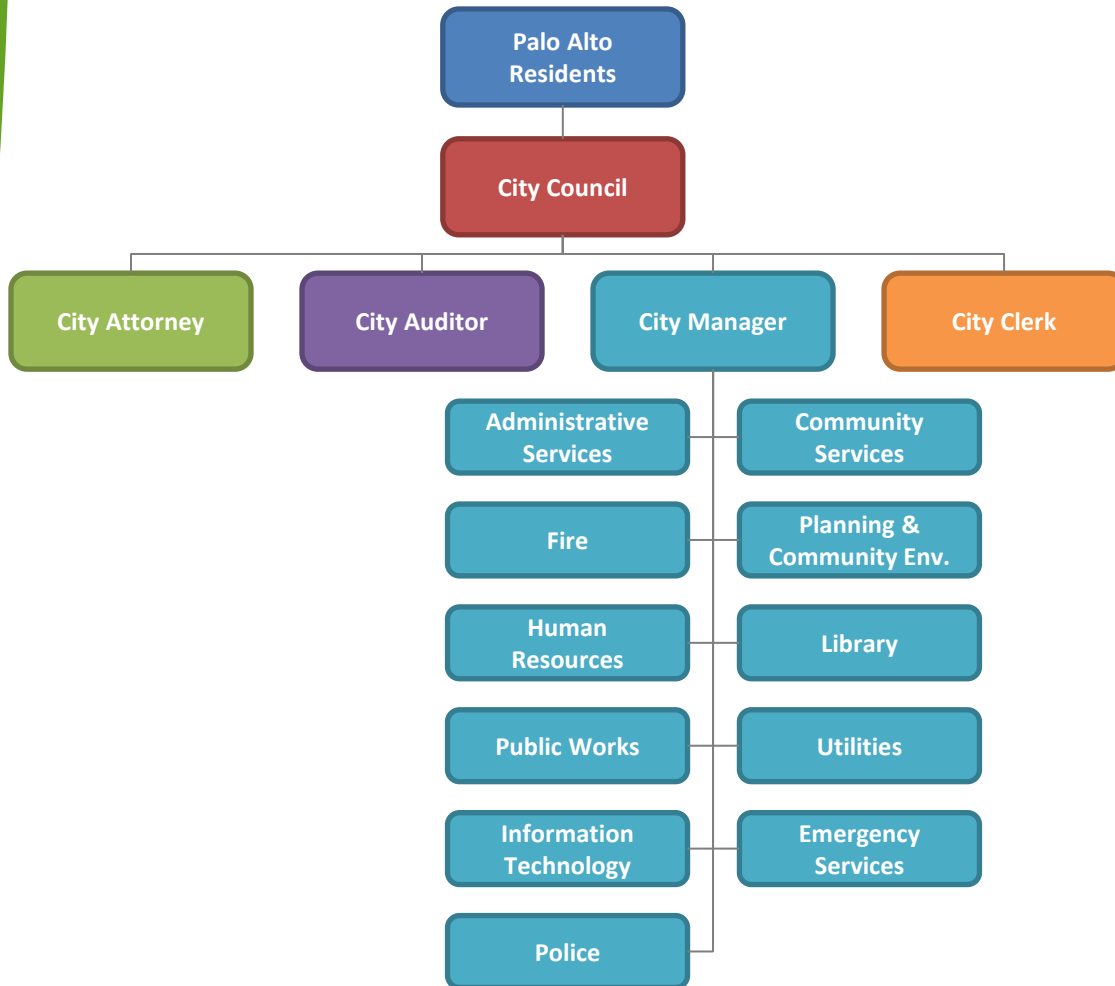 Palo Alto
Residents
City Council
City Attorney
City Auditor
City Manager
City Clerk
Administrative
Services
Community
Services
Fire
Planning &
Community Env.
Human
Resources
Library
Public Works
Utilities
Information
Technology
Emergency
Services
Police